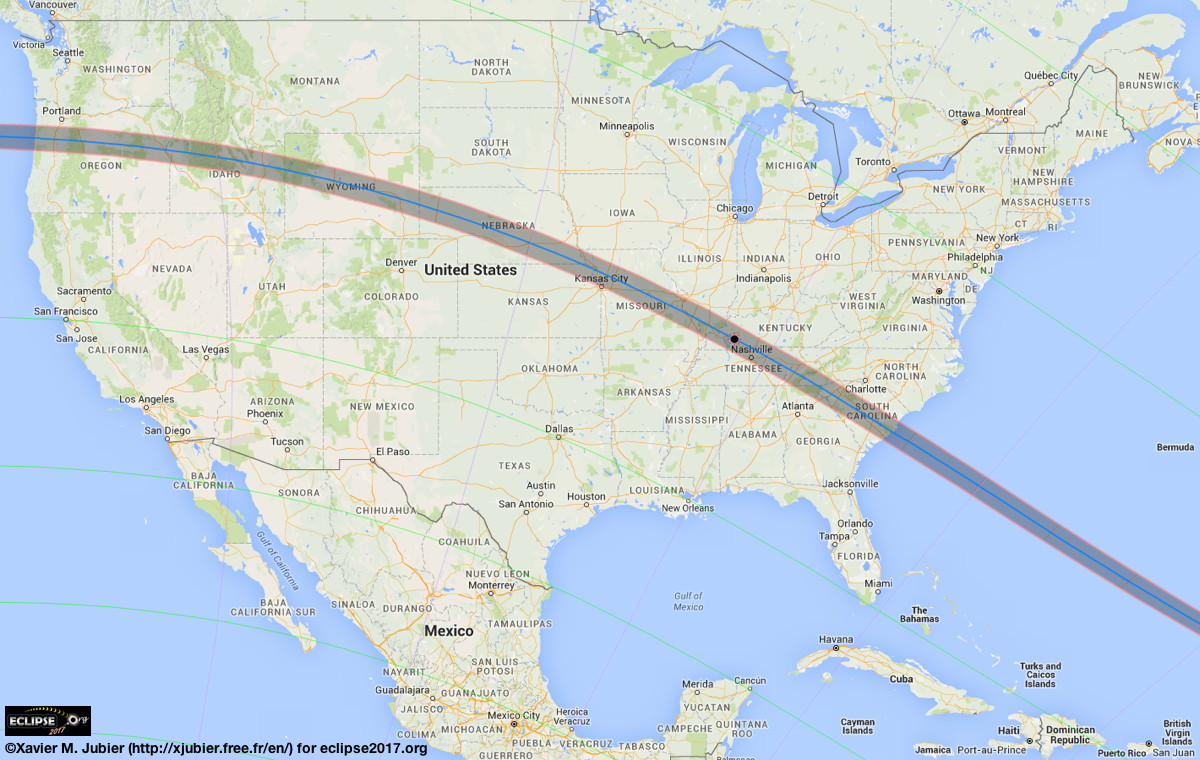 Vancouver
Victoria
Seattle
WASHINGTON
MONTANA
NORTH
DAKOTA
MINNESOTA
Québec City
NEW
BRUNSWICK
Portland
Minneapolis
Ottawa
Montreal
MAINE
NOVA S
OREGON
IDAHO
WYOMING
SOUTH
DAKOTA
WISCONSIN
MICHIGAN
Toronto
VERMONT
NEW
HAMPSHIRE
MASSACHUSETTS
NEW YORK
Detroit
Chicago
CT
RI
NEBRASKA
IOWA
PENNSYLVANIA
New York
Philadelphia
NJ
NEVADA
UTAH
Denver
COLORADO
United States
Kansas City
KANSAS
MISSOURI
ILLINOIS
INDIANA
Indianapolis
OHIO
WEST
VIRGINIA
MARYLAND
DE
Washington
VIRGINIA
Sacramento
San Francisco
San Jose
CALIFORNIA
Las Vegas
KENTUCKY
Nashville
TENNESSEE
NORTH
CAROLINA
Charlotte
OKLAHOMA
ARKANSAS
Los Angeles
ARIZONA
Phoenix
NEW MEXICO
San Diego
Tucson
El Paso
Dallas
MISSISSIPPI
ALABAMA
Atlanta
GEORGIA
SOUTH
CAROLINA
Bermuda
BAJA
CALIFORNIA
SONORA
CHIHUAHUA
TEXAS
Austin
San Antonio
Houston
LOUISIANA
New Orleans
Jacksonville
Orlando
Tampa
FLORIDA
Miami
Gulf of California
COAHUILA
NUEVO LEON
Monterrey
Gulf of
Mexico
The
Bahamas
BAJA
CALIFORNIA SUR
SINALOA
DURANGO
Mexico
TAMAULIPAS
Havana
Cuba
Turks and
Caicos
Islands
NAYARIT
SAN LUIS
POTOSI
Guadalajara
GUANAJUATO
JALISCO
COLIMA
MICHOACAN
Mexico City
Heroica
Veracruz
PUEBLA
VERACRUZ
TABASCO
Merida
Cancún
YUCATAN
CAMPECHE
QUINTANA
ROO
Cayman
Islands
Jamaica
Haiti
Port-au-Prince
Dominican
Republic
Puerto Rico
British
Virgin
Islands
San Juan
ECLIPSE
2017
.org
©Xavier M. Jubier (http://xjubier.free.fr/en/) for eclipse2017.org